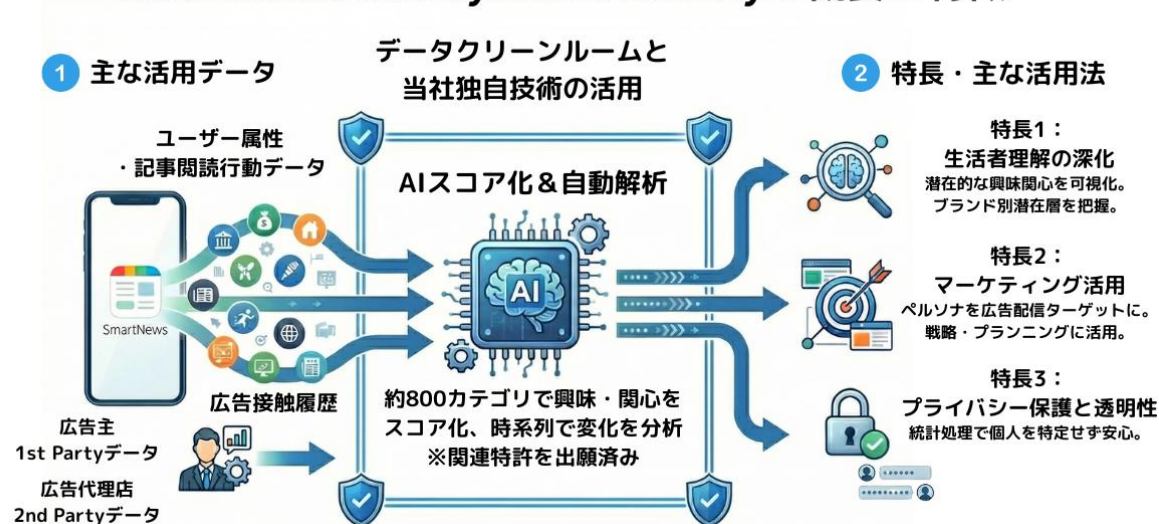 1 主な活用データ
ユーザー属性
・記事閲読行動データ
SmartNews
広告接触履歴
広告主
1st Partyデータ
広告代理店
2nd Partyデータ
データクリーンルームと
当社独自技術の活用
AIスコア化&自動解析
AI
約800カテゴリで興味・関心を
スコア化、時系列で変化を分析
※関連特許を出願済み
2 特長・主な活用法
特長1：
生活者理解の深化
潜在的な興味関心を可視化。
ブランド別潜在層を把握。
特長2：
マーケティング活用
ペルソナを広告配信ターゲットに。
戦略・プランニングに活用。
特長3：
プライバシー保護と透明性
統計処理で個人を特定せず安心。